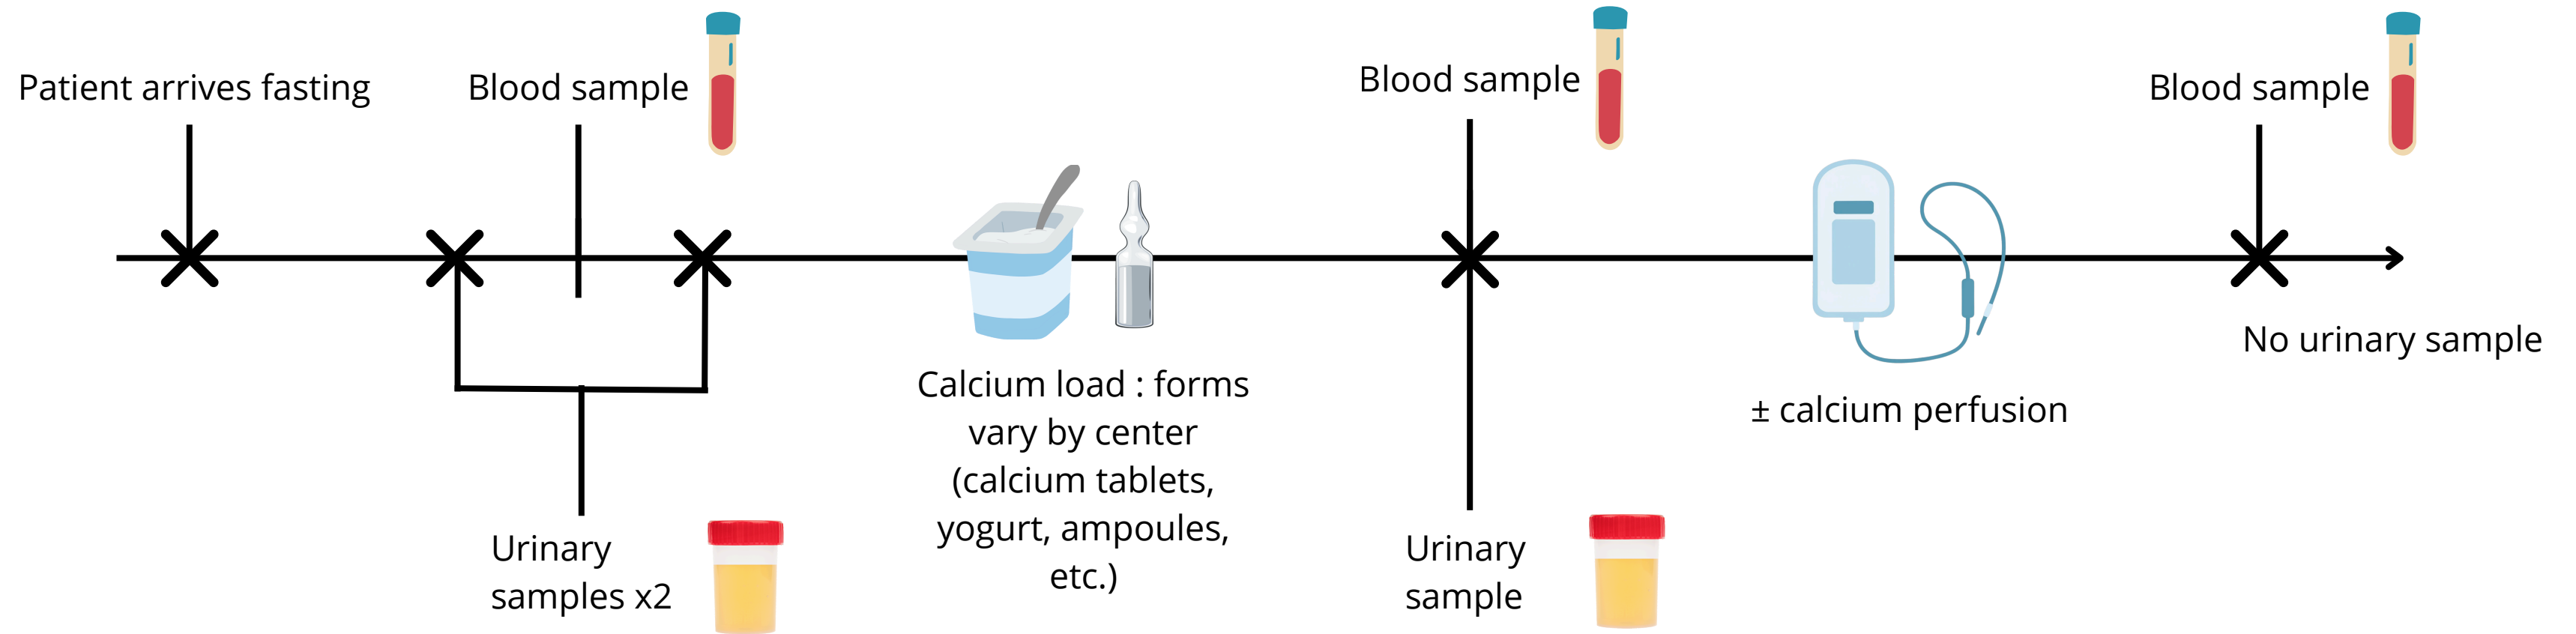 Patient arrives fasting
Blood sample
Blood sample
Blood sample
Calcium load : forms
vary by center
(calcium tablets,
yogurt, ampoules,
etc.)
± calcium perfusion
No urinary sample
Urinary
samples x2
Urinary
sample